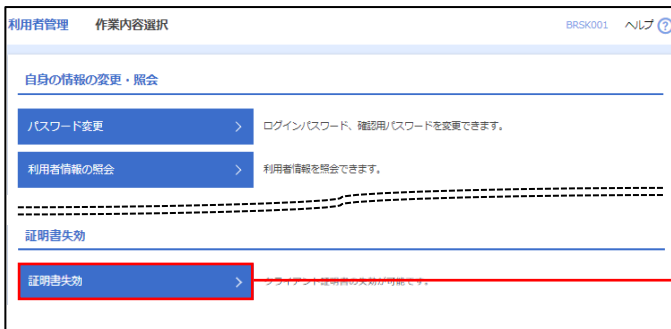 利用者管理 作業内容選択 BRSK001 ヘルプ ?
自身の情報の変更・照会
パスワード変更 ログインパスワード、確認用パスワードを変更できます。
利用者情報の照会 利用者情報を照会できます。
証明書失効
証明書失効 クライアント証明書の失効が可能です。